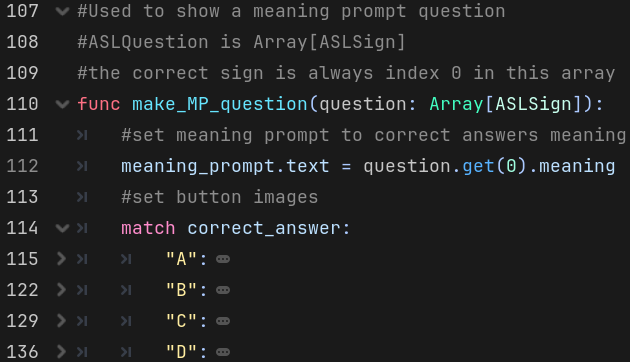 107 #Used to show a meaning prompt question
108 #ASLQuestion is Array[ASLSign]
109 #the correct sign is always index 0 in this array
110 func make_MP_question(question: Array[ASLSign]):
111 #set meaning prompt to correct answers meaning
112 meaning_prompt.text = question.get(0).meaning
113 #set button images
114 match correct_answer:
115 "A":
122 "B":
129 "C":
136 "D":